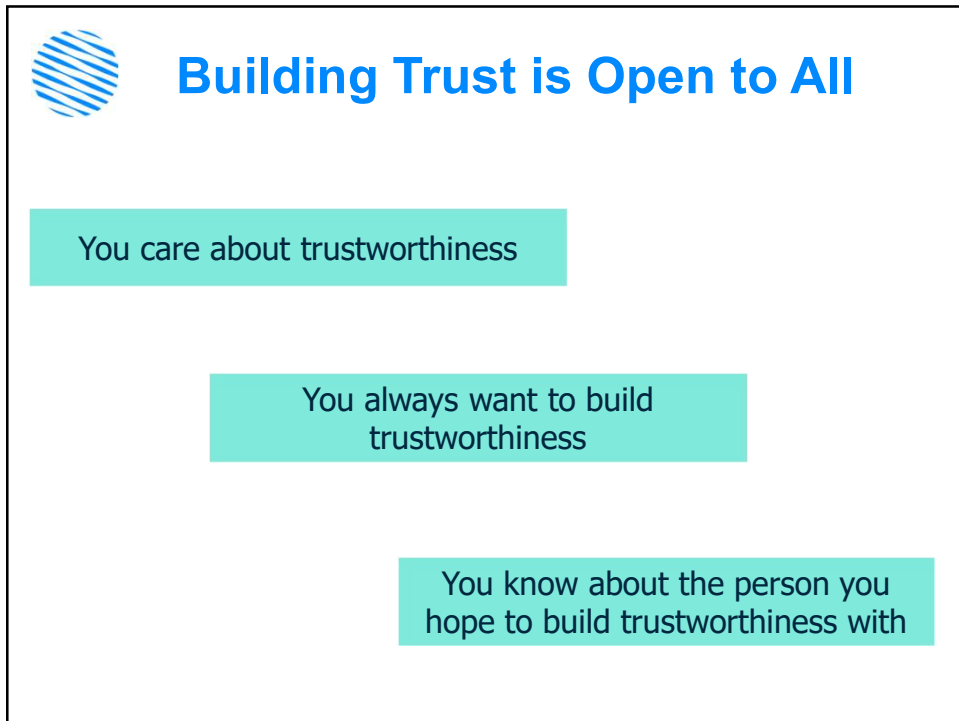 Building Trust is Open to All
You care about trustworthiness
You always want to build
trustworthiness
You know about the person you
hope to build trustworthiness with